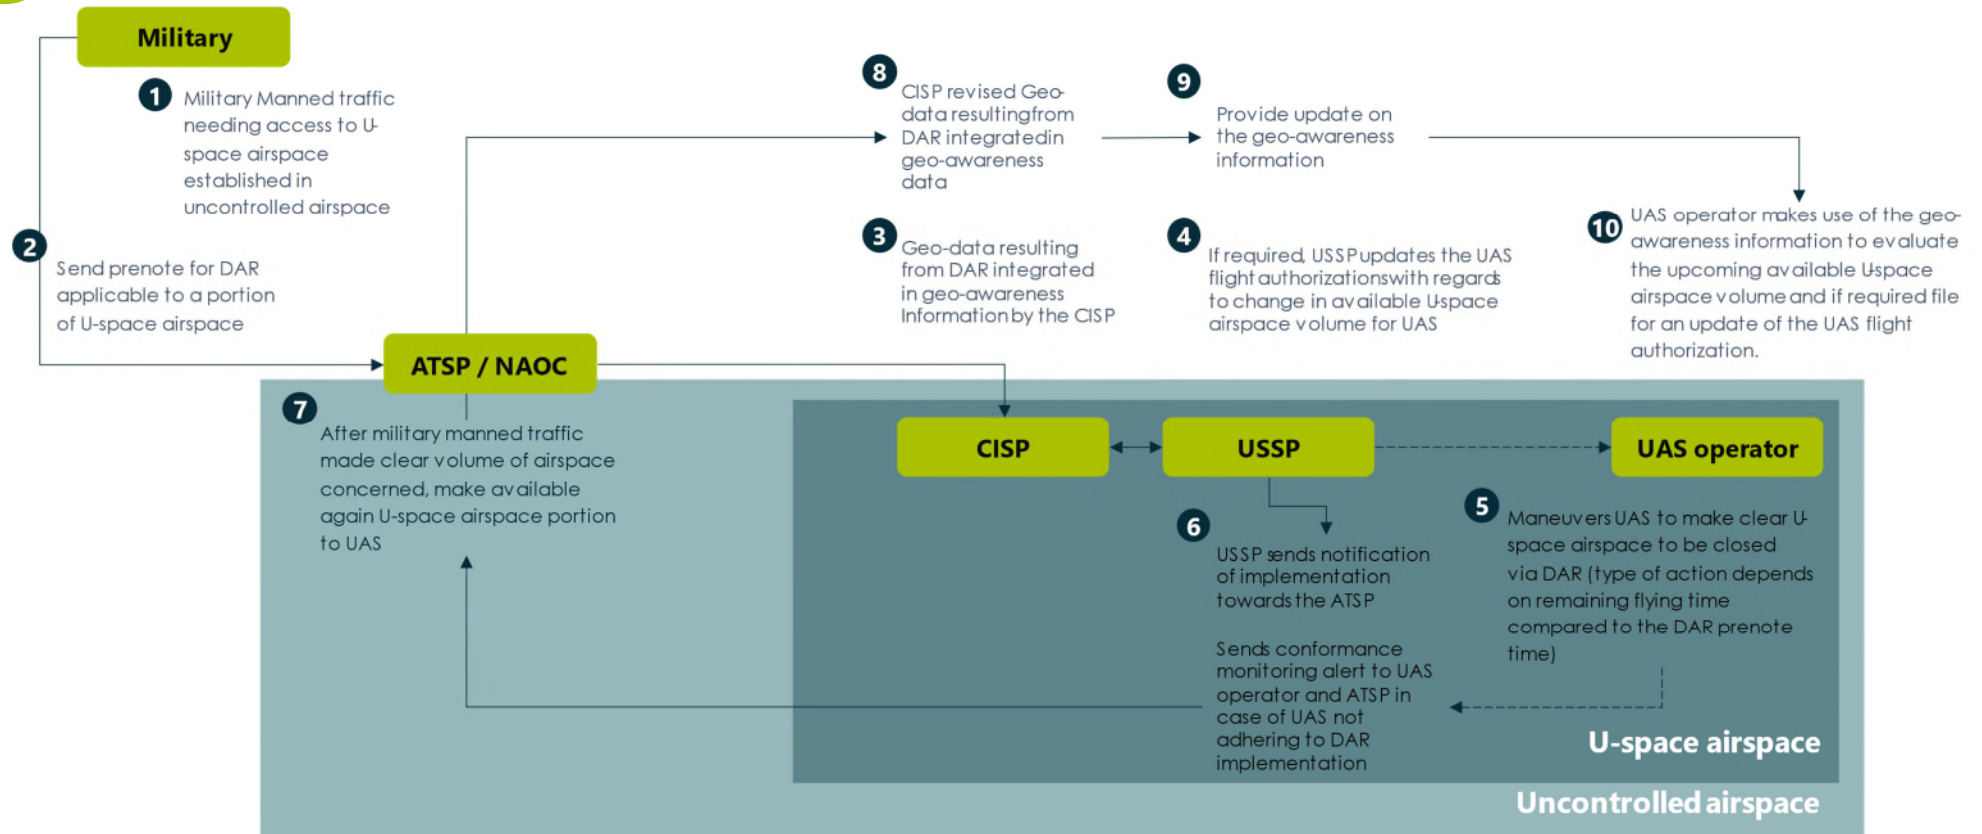 Military
1
Military Manned traffic
needing access to U-
space airspace
established in
uncontrolled airspace
2
Send prenote for DAR
applicable to a portion
of U-space airspace
ATSP / NAOC
8
CISP revised Geo-
data resultingfrom
DAR integratedin
geo-awareness
data
9
Provide update on
the geo-awareness
information
3
Geo-data resulting
from DAR integrated
in geo-awareness
Information by the CISP
4
If required, USSP updates the UAS
flight authorizations with regards
to change in available U-space
airspace volume for UAS
10
UAS operator makes use of the geo-
awareness information to evaluate
the upcoming available U-space
airspace volume and if required file
for an update of the UAS flight
authorization.
7
After military manned traffic
made clear volume of airspace
concerned, make available
again U-space airspace portion
to UAS
CISP
USSP
UAS operator
5
Maneuvers UAS to make clear U-
space airspace to be closed
via DAR (type of action depends
on remaining flying time
compared to the DAR prenote
time)
6
USSP sends notification
of implementation
towards the ATSP
Sends conformance
monitoring alert to UAS
operator and ATSP in
case of UAS not
adhering to DAR
implementation
U-space airspace
Uncontrolled airspace